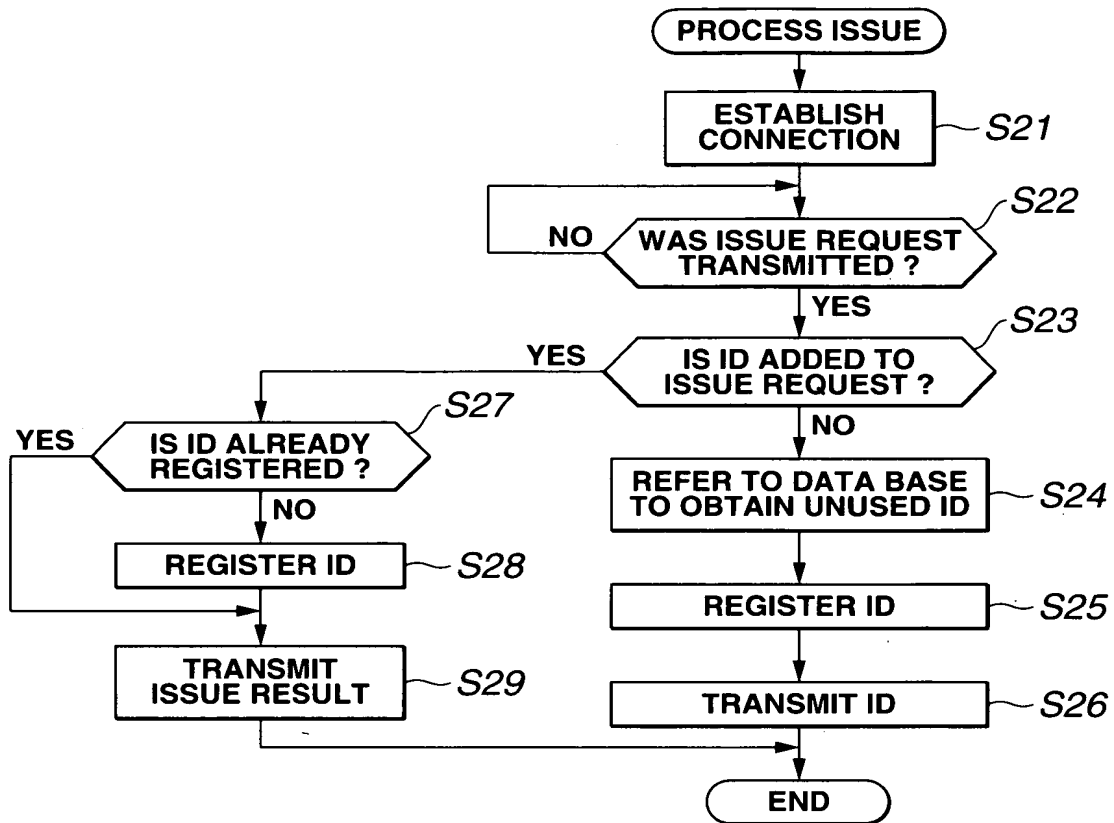 PROCESS ISSUE
ESTABLISH
CONNECTION
S21
S22
NO
WAS ISSUE REQUEST
TRANSMITTED ?
YES
S23
YES
IS ID ADDED TO
ISSUE REQUEST ?
S27
NO
YES
IS ID ALREADY
REGISTERED ?
REFER TO DATA BASE
TO OBTAIN UNUSED ID
S24
NO
REGISTER ID
S28
REGISTER ID
S25
TRANSMIT
ISSUE RESULT
S29
TRANSMIT ID
S26
END